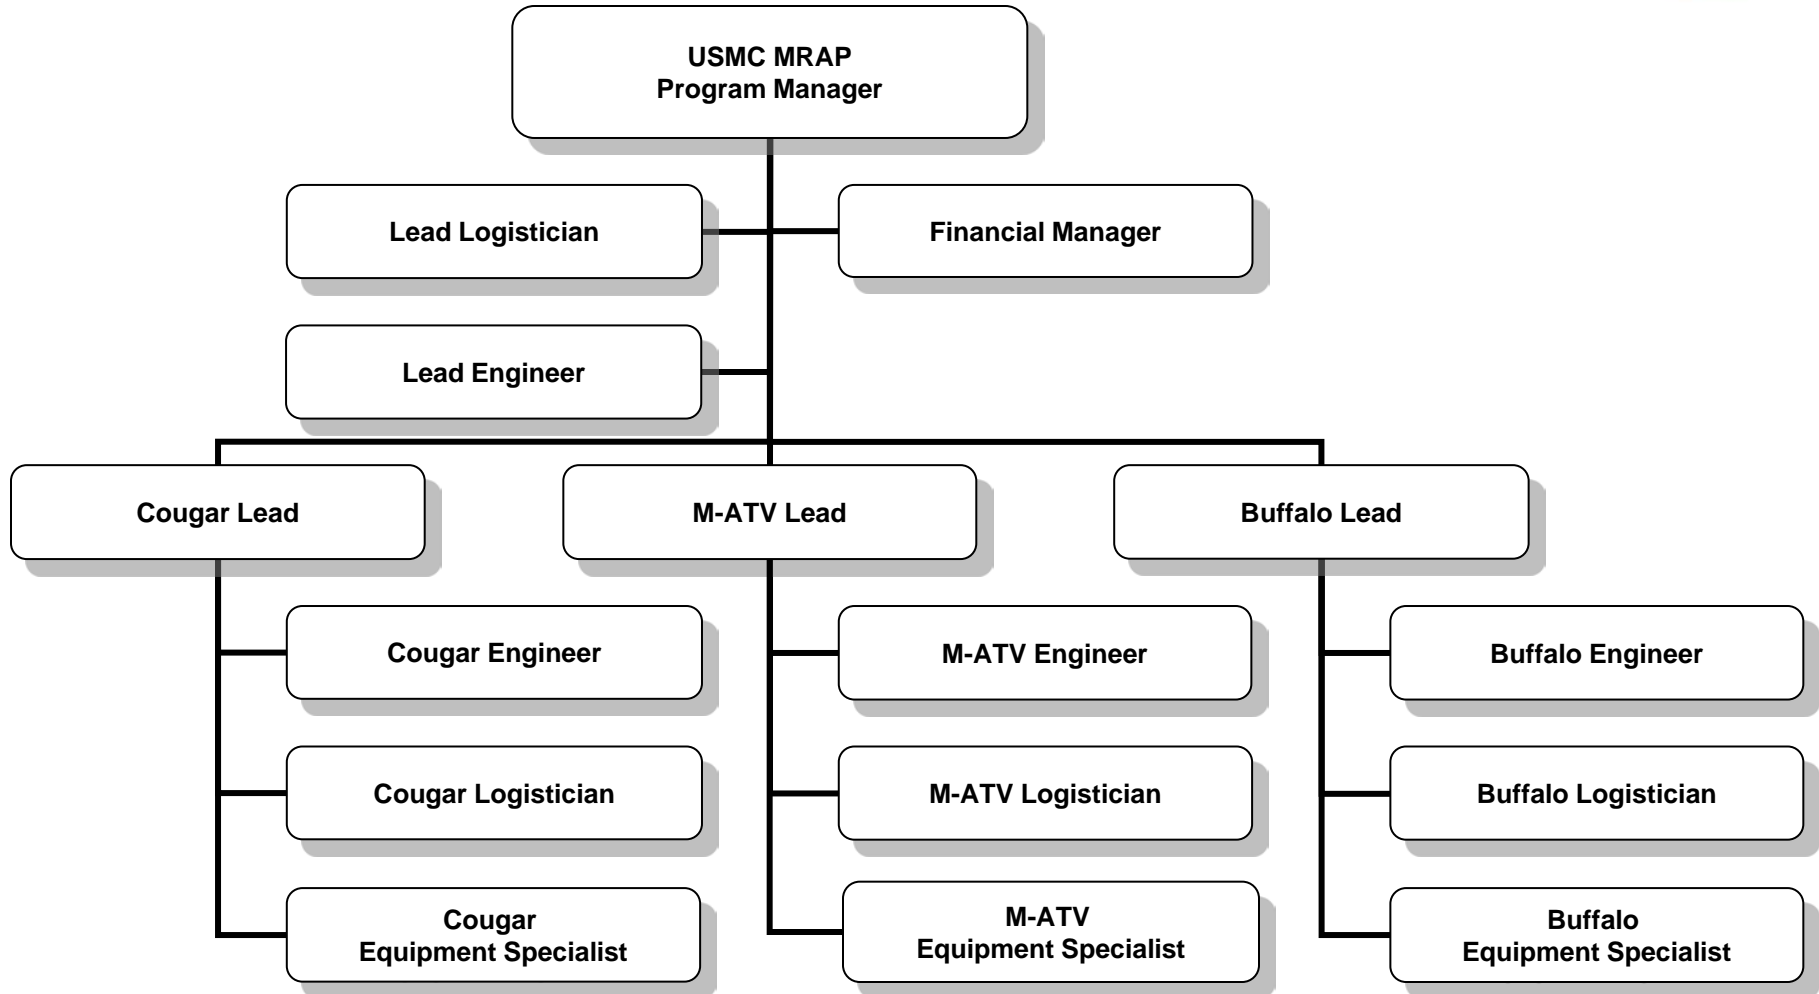 USMC MRAP
Program Manager
Lead Logistician
Financial Manager
Lead Engineer
Cougar Lead
M-ATV Lead
Buffalo Lead
Cougar Engineer
M-ATV Engineer
Buffalo Engineer
Cougar Logistician
M-ATV Logistician
Buffalo Logistician
Cougar
Equipment Specialist
M-ATV
Equipment Specialist
Buffalo
Equipment Specialist